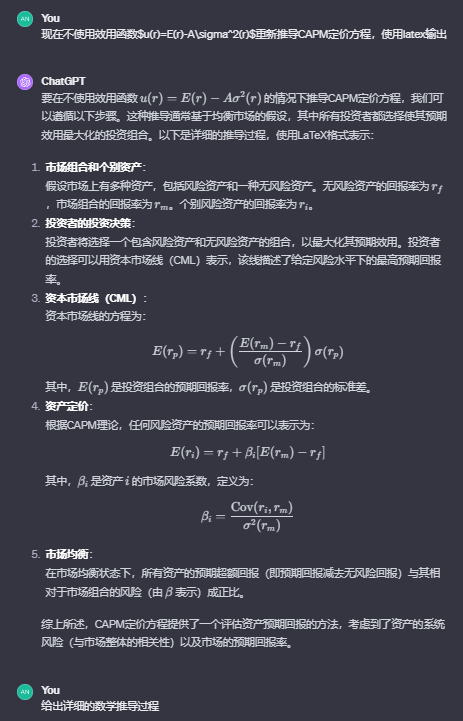 AN You
现在不使用效用函数$u(r)=E(r)-A\sigma^2(r)$重新推导CAPM定价方程，使用latex输出
ChatGPT
要在不使用效用函数 u(r) = E(r) − Aσ²(r) 的情况下推导CAPM定价方程，我们可
以遵循以下步骤。这种推导通常基于均衡市场的假设，其中所有投资者都选择使其预期
效用最大化的投资组合。以下是详细的推导过程，使用LaTeX格式表示：
1. 市场组合和个别资产：
假设市场上有多种资产，包括风险资产和一种无风险资产。无风险资产的回报率为 r_f
，市场组合的回报率为 r_m。个别风险资产的回报率为 r_i。
2. 投资者的投资决策：
投资者将选择一个包含风险资产和无风险资产的组合，以最大化其预期效用。投资者
的选择可以用资本市场线（CML）表示，该线描述了给定风险水平下的最高预期回报
率。
3. 资本市场线（CML）：
资本市场线的方程为：
E(r_p) = r_f + ( (E(r_m) − r_f) / σ(r_m) ) σ(r_p)
其中，E(r_p) 是投资组合的预期回报率，σ(r_p) 是投资组合的标准差。
4. 资产定价：
根据CAPM理论，任何风险资产的预期回报率可以表示为：
E(r_i) = r_f + β_i[E(r_m) − r_f]
其中，β_i 是资产 i 的市场风险系数，定义为：
β_i = Cov(r_i, r_m) / σ²(r_m)
5. 市场均衡：
在市场均衡状态下，所有资产的预期超额回报（即预期回报减去无风险回报）与其相
对于市场组合的风险（由 β 表示）成正比。
综上所述，CAPM定价方程提供了一个评估资产预期回报的方法，考虑到了资产的系统
风险（与市场整体的相关性）以及市场的预期回报率。
AN You
给出详细的数学推导过程